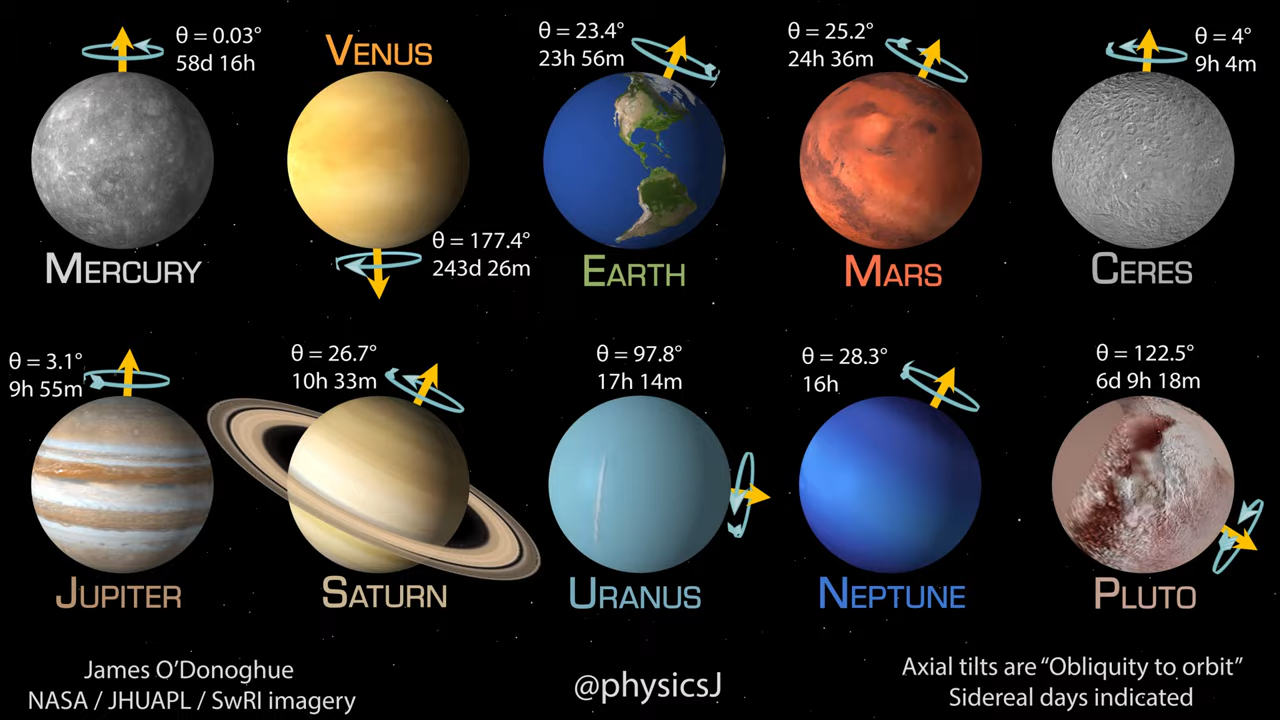 θ = 0.03°
58d 16h
MERCURY
VENUS
θ = 177.4°
243d 26m
θ = 23.4°
23h 56m
EARTH
θ = 25.2°
24h 36m
MARS
θ = 4°
9h 4m
CERES
θ = 3.1°
9h 55m
JUPITER
θ = 26.7°
10h 33m
SATURN
θ = 97.8°
17h 14m
URANUS
θ = 28.3°
16h
NEPTUNE
θ = 122.5°
6d 9h 18m
PLUTO
James O’Donoghue
NASA / JHUAPL / SwRI imagery
@physicsJ
Axial tilts are “Obliquity to orbit”
Sidereal days indicated